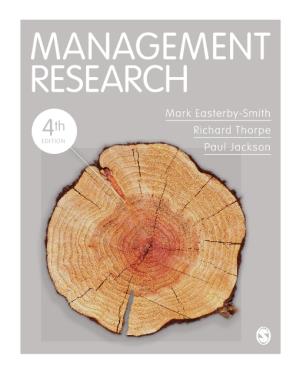 MANAGEMENT
RESEARCH
Mark Easterby-Smith
Richard Thorpe
Paul Jackson
4th
EDITION
S